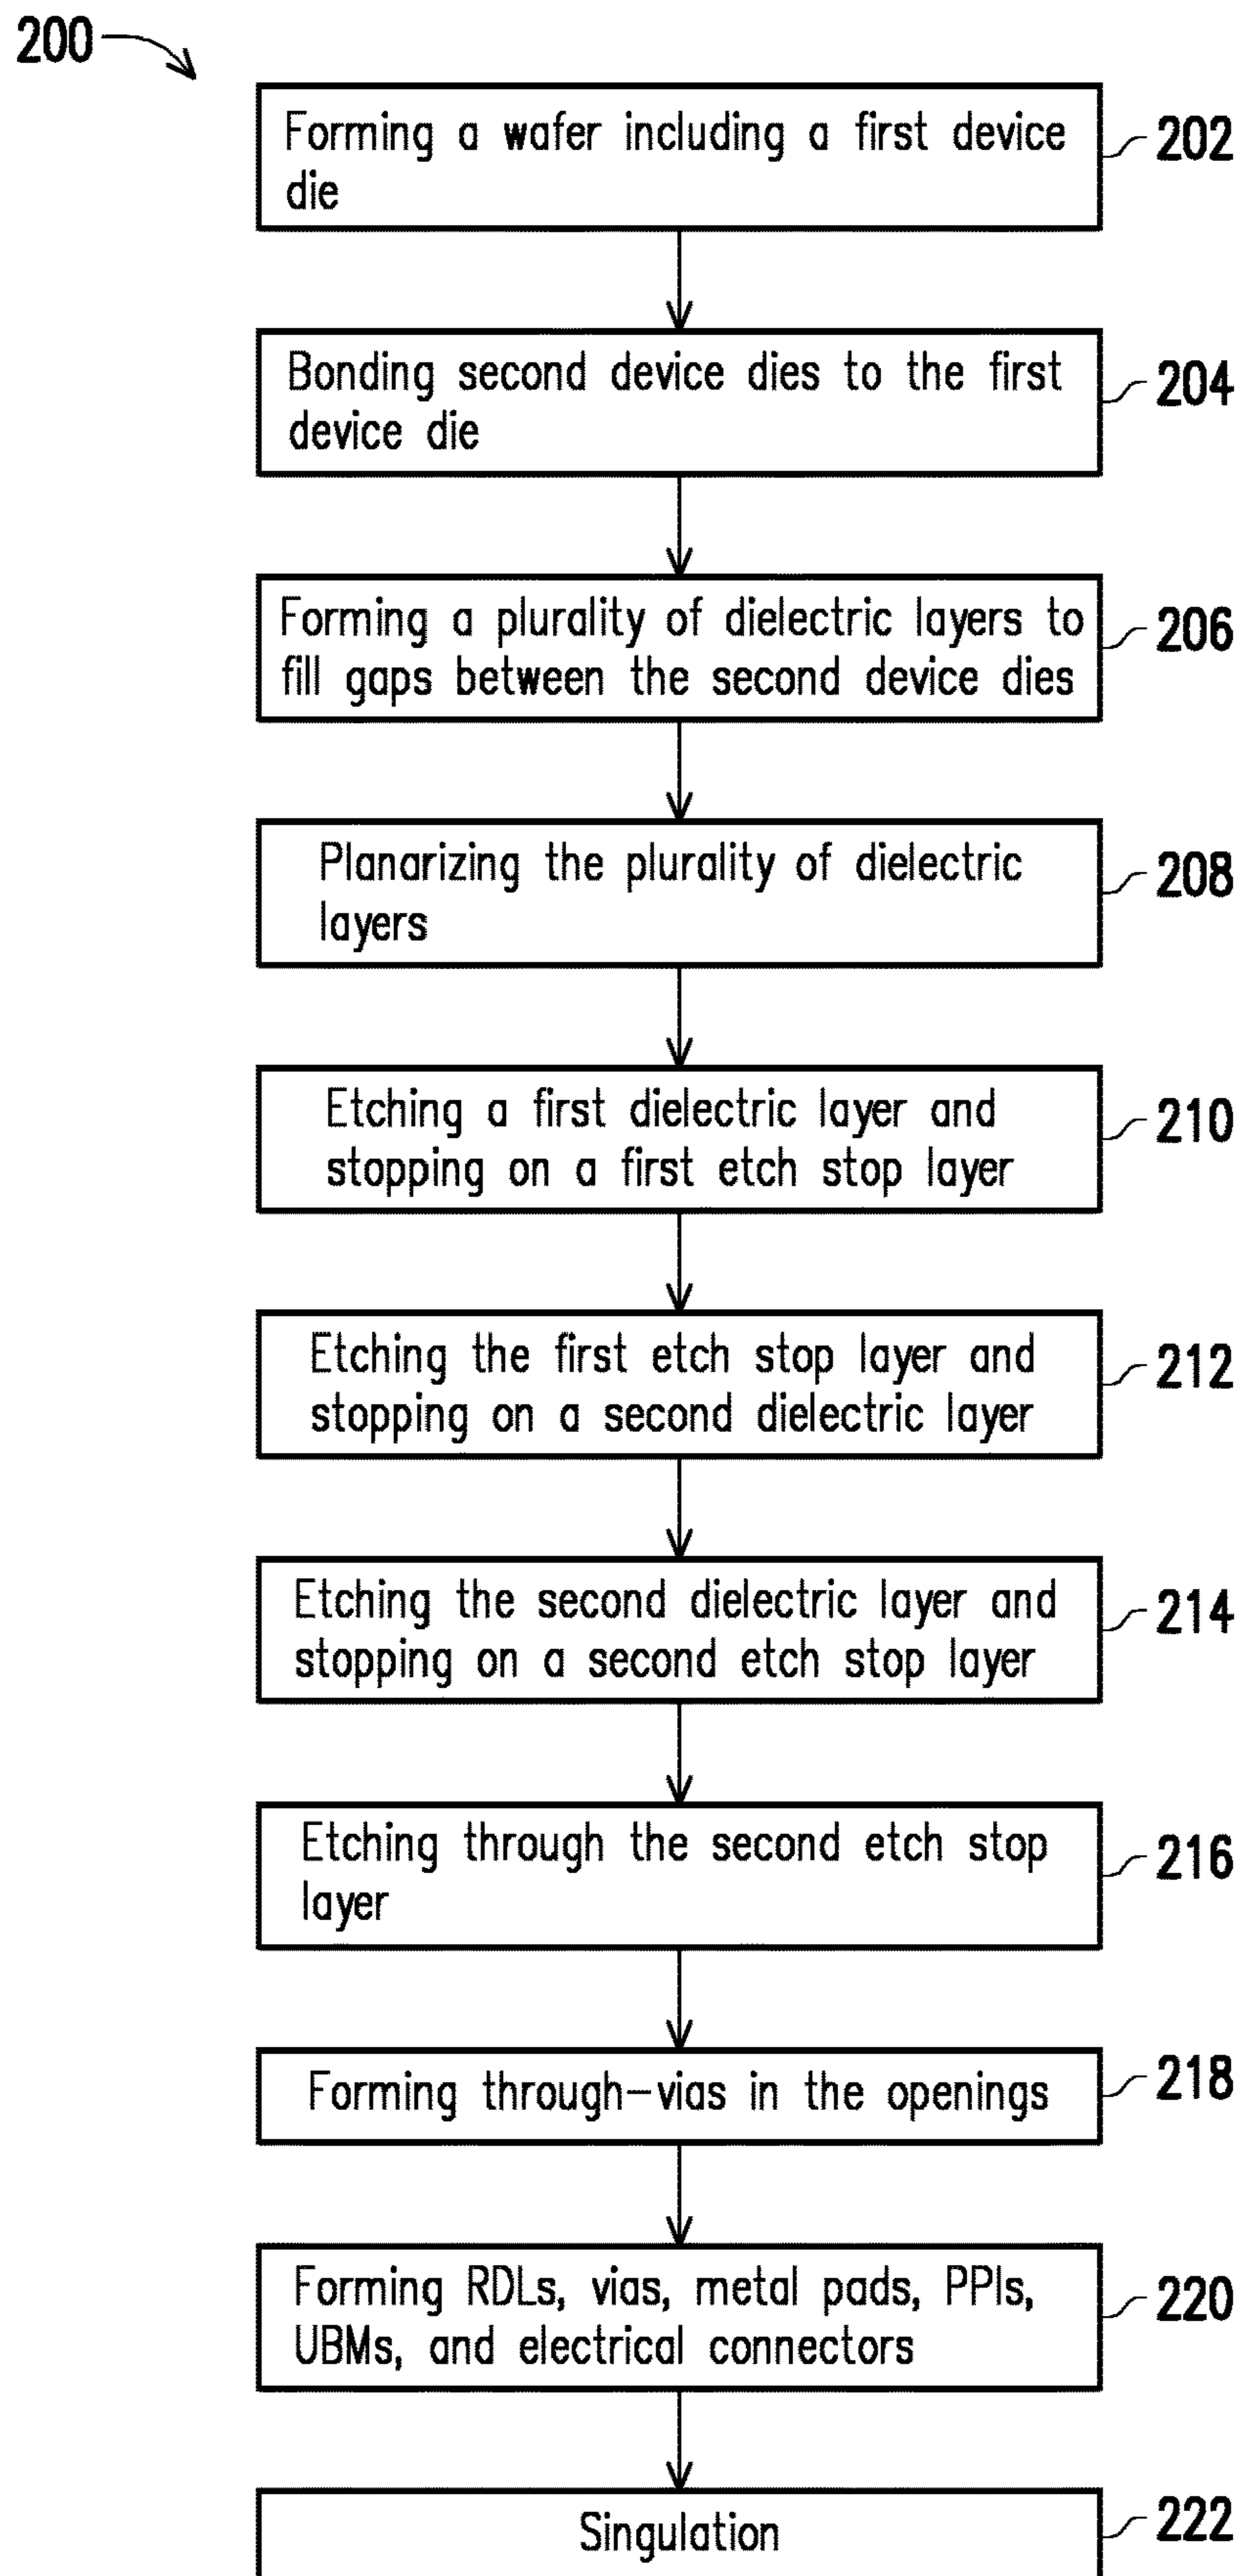 200
Forming a wafer including a first device
die
202
Bonding second device dies to the first
device die
204
Forming a plurality of dielectric layers to
fill gaps between the second device dies
206
Planarizing the plurality of dielectric
layers
208
Etching a first dielectric layer and
stopping on a first etch stop layer
210
Etching the first etch stop layer and
stopping on a second dielectric layer
212
Etching the second dielectric layer and
stopping on a second etch stop layer
214
Etching through the second etch stop
layer
216
Forming through-vias in the openings
218
Forming RDLs, vias, metal pads, PPIs,
UBMs, and electrical connectors
220
Singulation
222